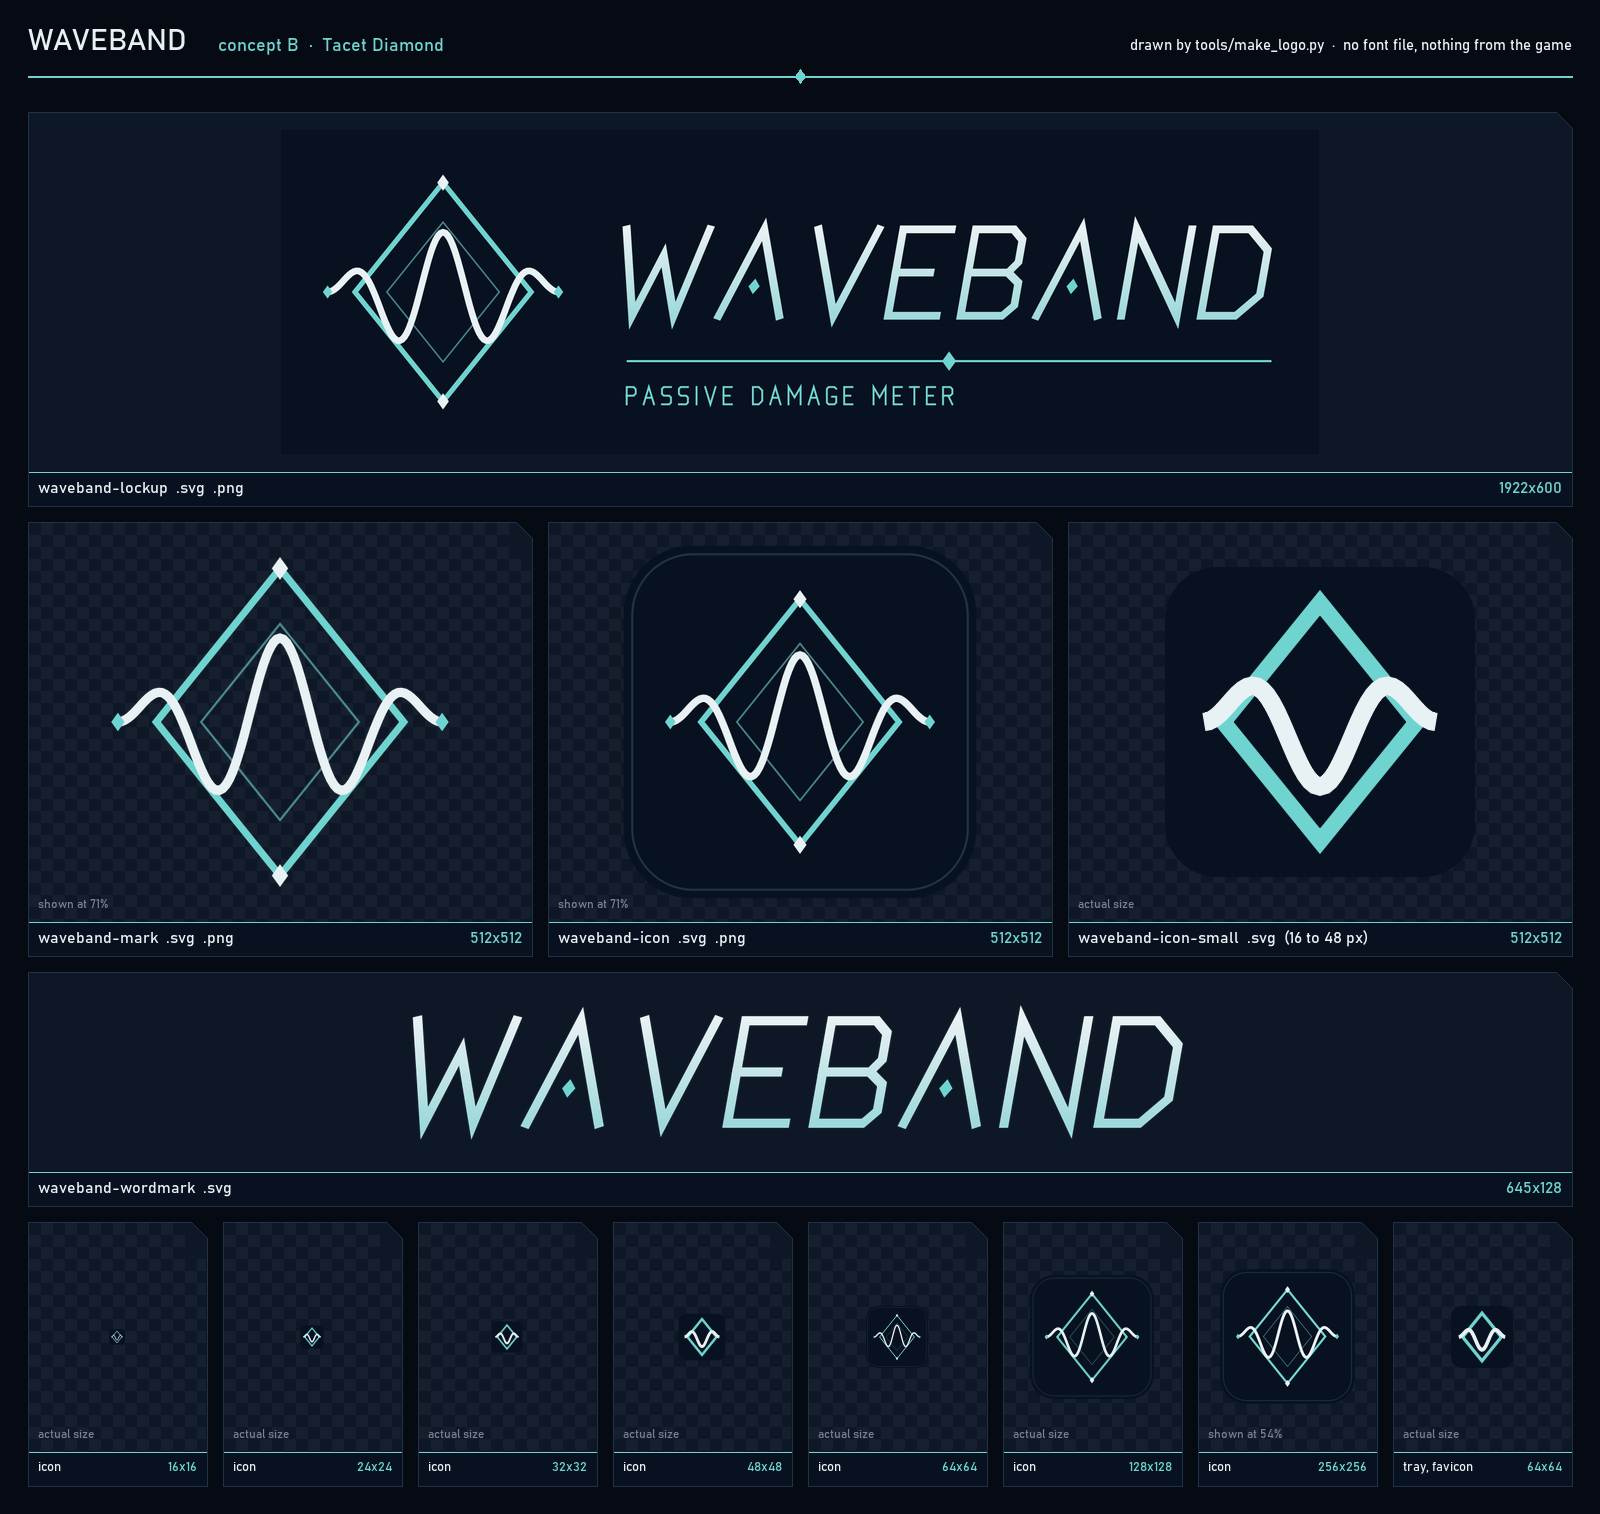 WAVEBAND concept B · Tacet Diamond drawn by tools/make_logo.py · no font file, nothing from the game
WAVEBAND
PASSIVE DAMAGE METER
waveband-lockup .svg .png 1922x600
shown at 71% shown at 71% actual size
waveband-mark .svg .png 512x512 waveband-icon .svg .png 512x512 waveband-icon-small .svg (16 to 48 px) 512x512
WAVEBAND
waveband-wordmark .svg 645x128
actual size actual size actual size actual size actual size actual size shown at 54% actual size
icon 16x16 icon 24x24 icon 32x32 icon 48x48 icon 64x64 icon 128x128 icon 256x256 tray, favicon 64x64